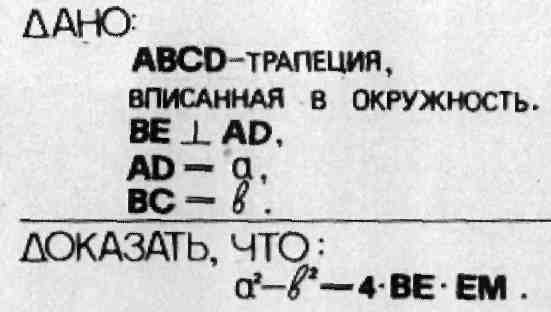 ДАНО:
ABCD–ТРАПЕЦИЯ,
ВПИСАННАЯ В ОКРУЖНОСТЬ.
BE ⊥ AD,
AD — a,
BC — b.
ДОКАЗАТЬ, ЧТО:
a²–b²—4·BE·EM.